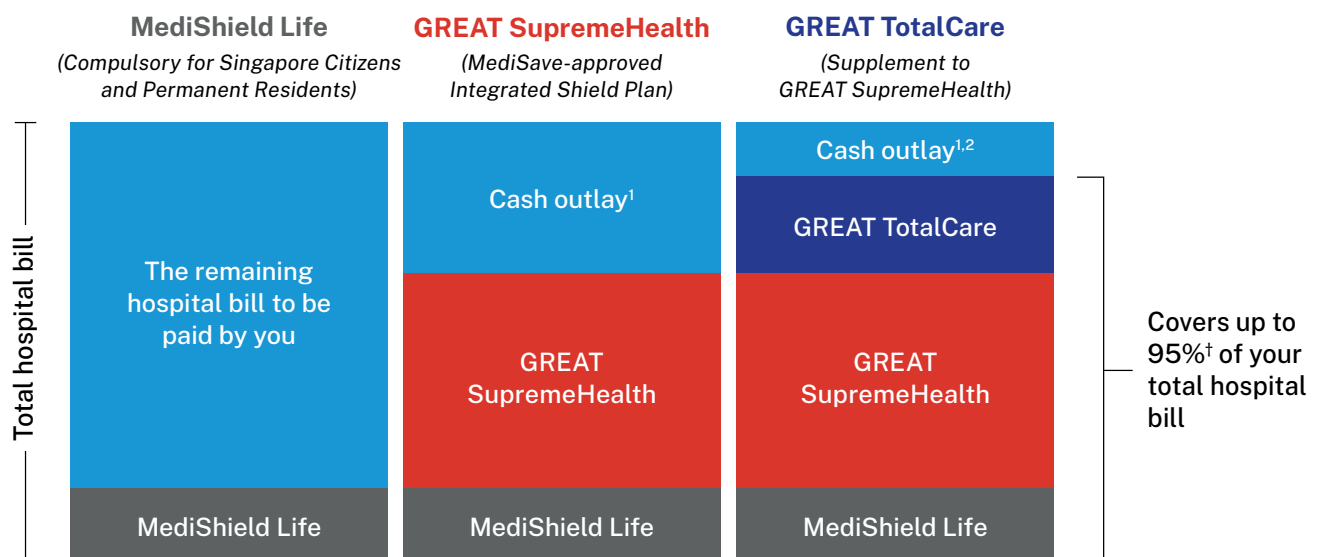 MediShield Life
(Compulsory for Singapore Citizens
and Permanent Residents)
GREAT SupremeHealth
(MediSave-approved
Integrated Shield Plan)
GREAT TotalCare
(Supplement to
GREAT SupremeHealth)
Total hospital bill
The remaining
hospital bill to be
paid by you
MediShield Life
Cash outlay¹
GREAT
SupremeHealth
MediShield Life
Cash outlay¹,²
GREAT TotalCare
GREAT
SupremeHealth
MediShield Life
Covers up to
95%† of your
total hospital
bill